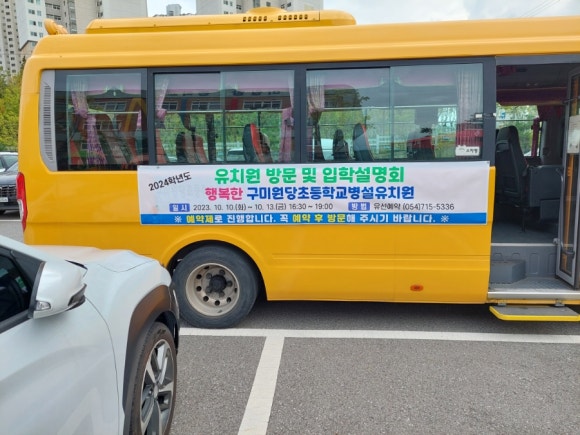 2024학년도 유치원 방문 및 입학설명회
행복한 구미원당초등학교병설유치원
일시 2023. 10. 10.(화) ~ 10. 13.(금) 16:30 ~ 19:00 방법 유선예약 (054)715-5336
※ 예약제로 진행합니다. 꼭 예약 후 방문해 주시기 바랍니다. ※